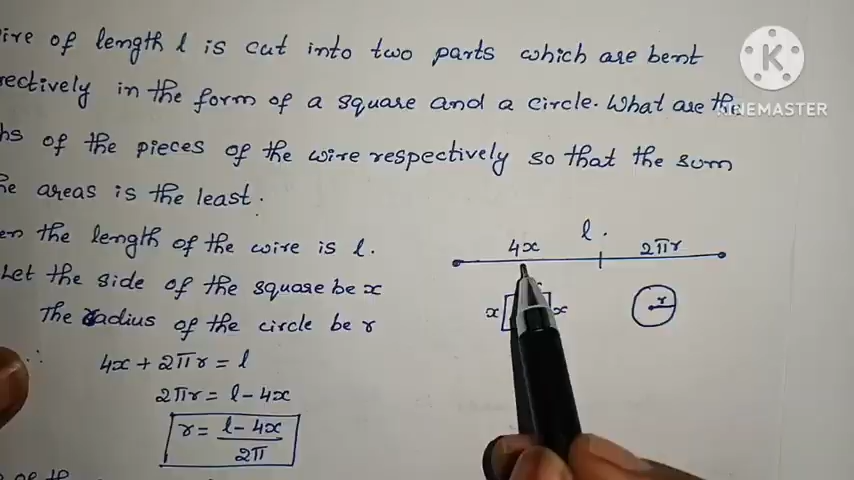 ire of length l is cut into two parts which are bent
rectively in the form of a square and a circle. What are the
hs of the pieces of the wire respectively so that the sum
he areas is the least.
en the length of the wire is l.
Let the side of the square be x
The radius of the circle be r
∴ 4x + 2πr = l
2πr = l - 4x
r = l - 4x / 2π
l.
4x 2πr
x x r
K
KINEMASTER